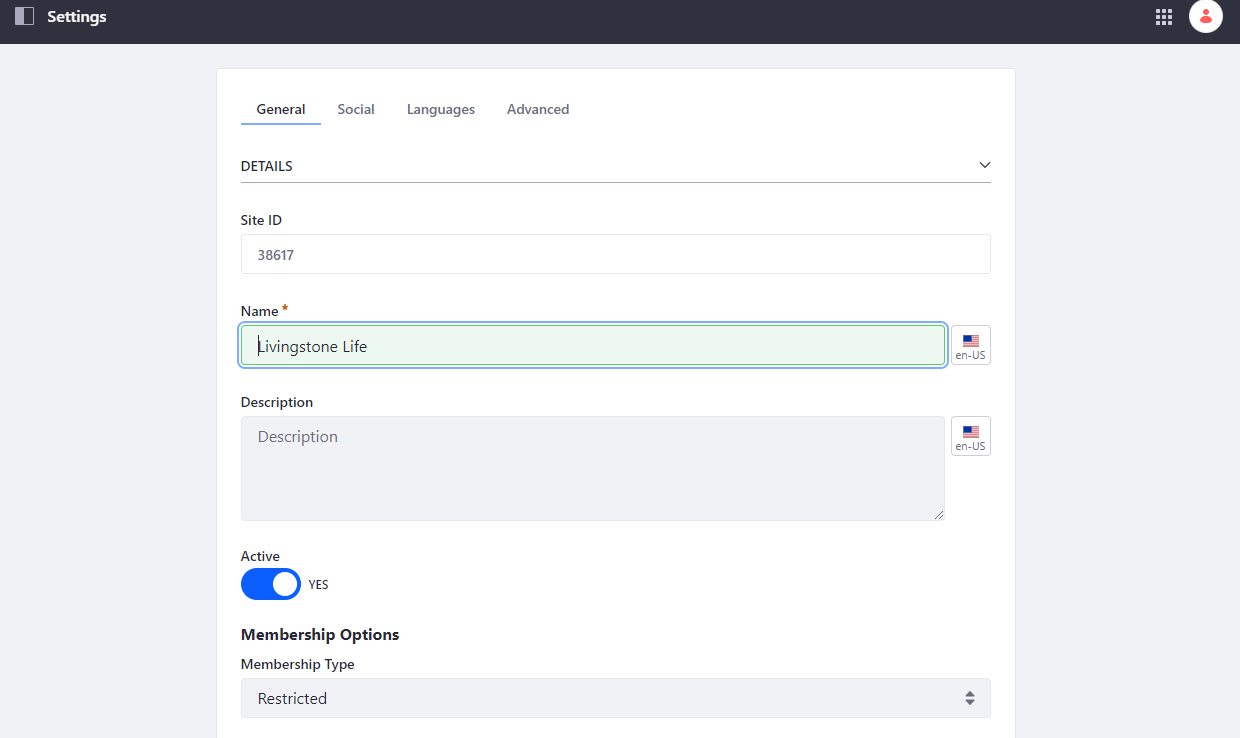 Settings
General Social Languages Advanced
DETAILS
Site ID
38617
Name *
Livingstone Life
en-US
Description
Description
en-US
Active
YES
Membership Options
Membership Type
Restricted